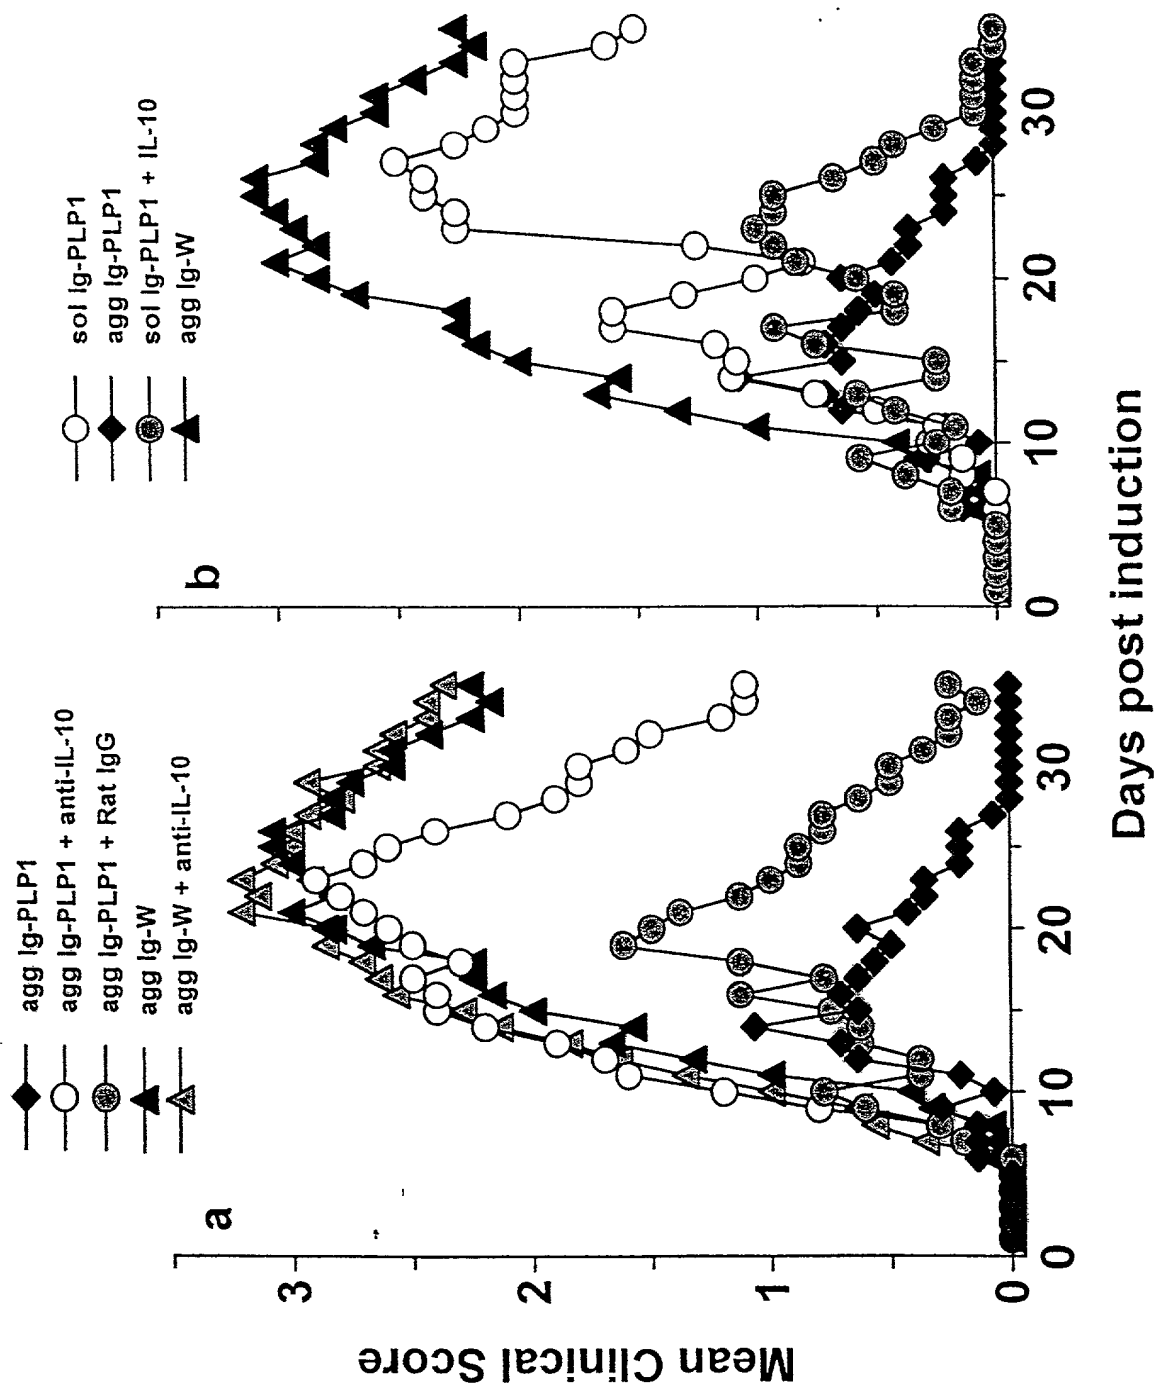 agg Ig-PLP1
agg Ig-PLP1 + anti-IL-10
agg Ig-PLP1 + Rat IgG
agg Ig-W
agg Ig-W + anti-IL-10
a
3
2
1
0
0
10
20
30
sol Ig-PLP1
agg Ig-PLP1
sol Ig-PLP1 + IL-10
agg Ig-W
b
0
10
20
30
Mean Clinical Score
Days post induction